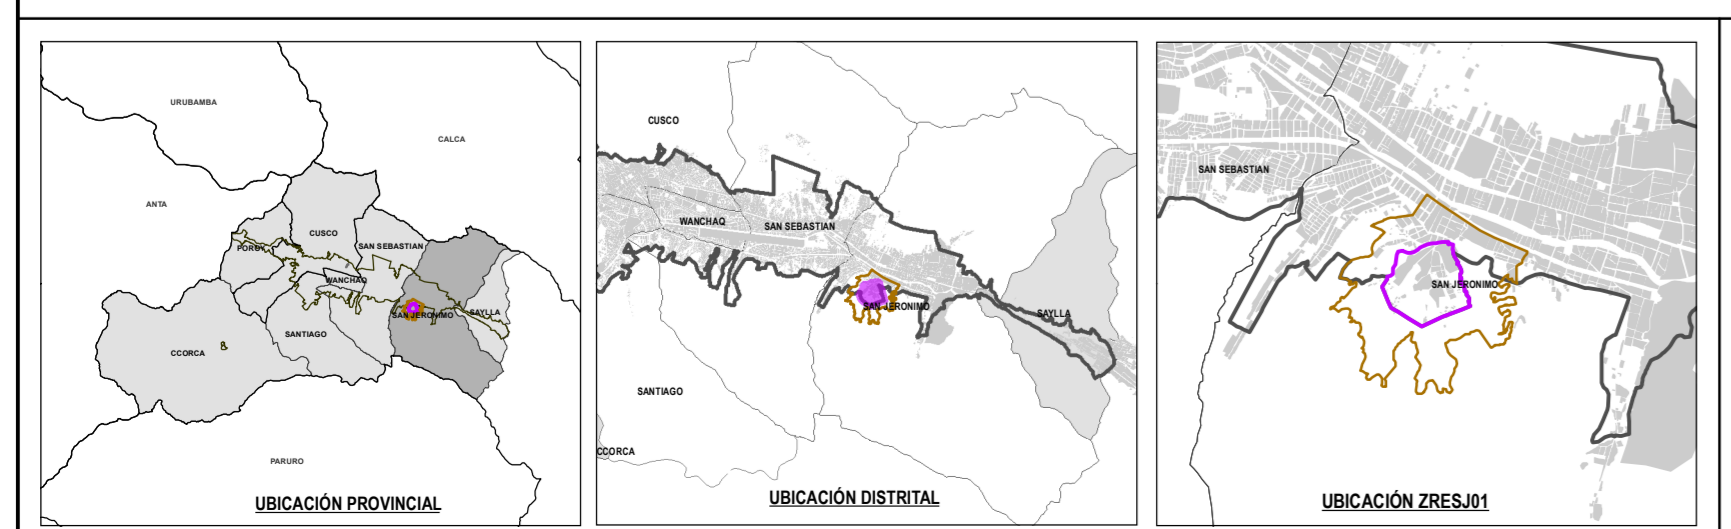 URUBAMBA
CALCA
ANTA
CUSCO
POROY
SAN SEBASTIAN
WANCHAQ
SAN JERONIMO
SAYLLA
SANTIAGO
CCORCA
PARURO
UBICACIÓN PROVINCIAL
CUSCO
WANCHAQ
SAN SEBASTIAN
SAN JERONIMO
SAYLLA
SANTIAGO
CCORCA
UBICACIÓN DISTRITAL
SAN SEBASTIAN
SAN JERONIMO
UBICACIÓN ZRESJ01